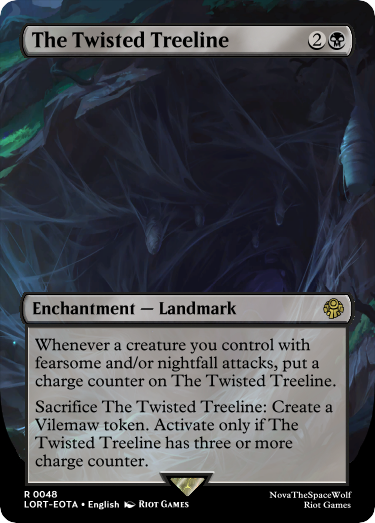 The Twisted Treeline 2
Enchantment — Landmark
Whenever a creature you control with
fearsome and/or nightfall attacks, put a
charge counter on The Twisted Treeline.
Sacrifice The Twisted Treeline: Create a
Vilemaw token. Activate only if The
Twisted Treeline has three or more
charge counter.
R 0048
LORT-EOTA • English Riot Games
NovaTheSpaceWolf
Riot Games